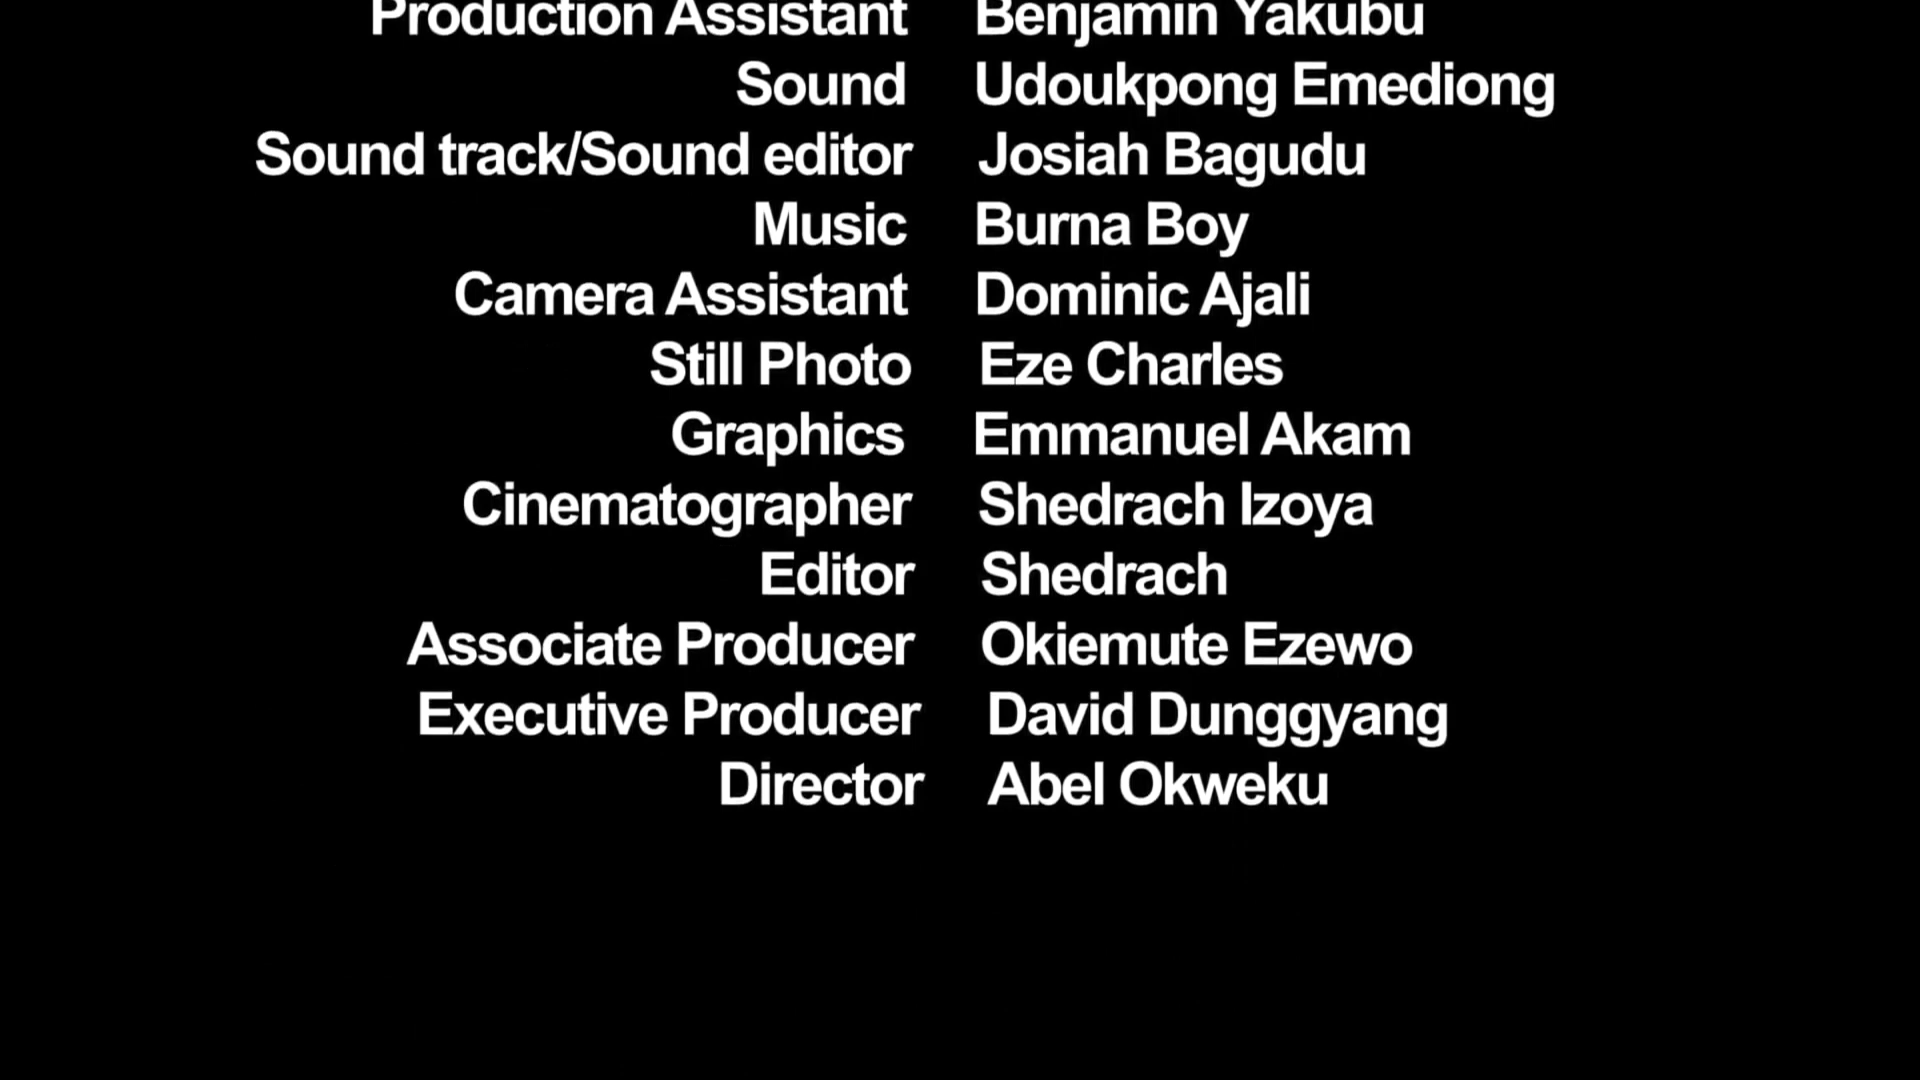 Production Assistant Benjamin Yakubu
Sound Udoukpong Emediong
Sound track/Sound editor Josiah Bagudu
Music Burna Boy
Camera Assistant Dominic Ajali
Still Photo Eze Charles
Graphics Emmanuel Akam
Cinematographer Shedrach Izoya
Editor Shedrach
Associate Producer Okiemute Ezewo
Executive Producer David Dunggyang
Director Abel Okweku